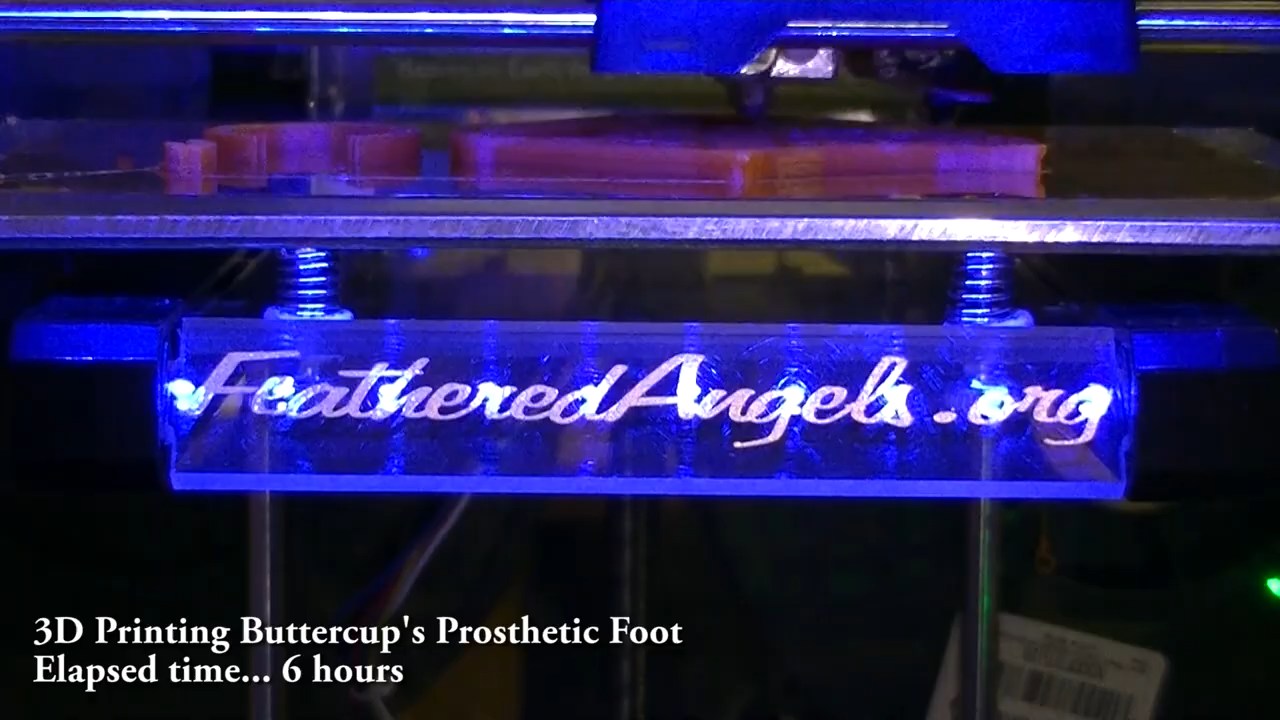 FeatheredAngels.org
3D Printing Buttercup's Prosthetic Foot
Elapsed time... 6 hours